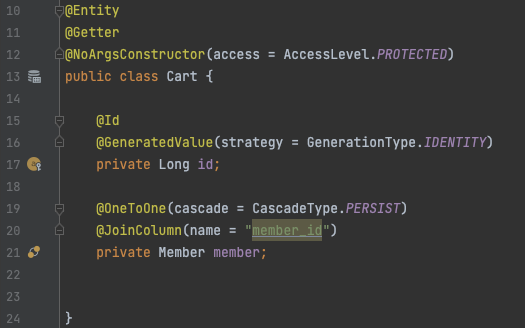 10 @Entity
11 @Getter
12 @NoArgsConstructor(access = AccessLevel.PROTECTED)
13 public class Cart {
14
15 @Id
16 @GeneratedValue(strategy = GenerationType.IDENTITY)
17 private Long id;
18
19 @OneToOne(cascade = CascadeType.PERSIST)
20 @JoinColumn(name = "member_id")
21 private Member member;
22
23
24 }